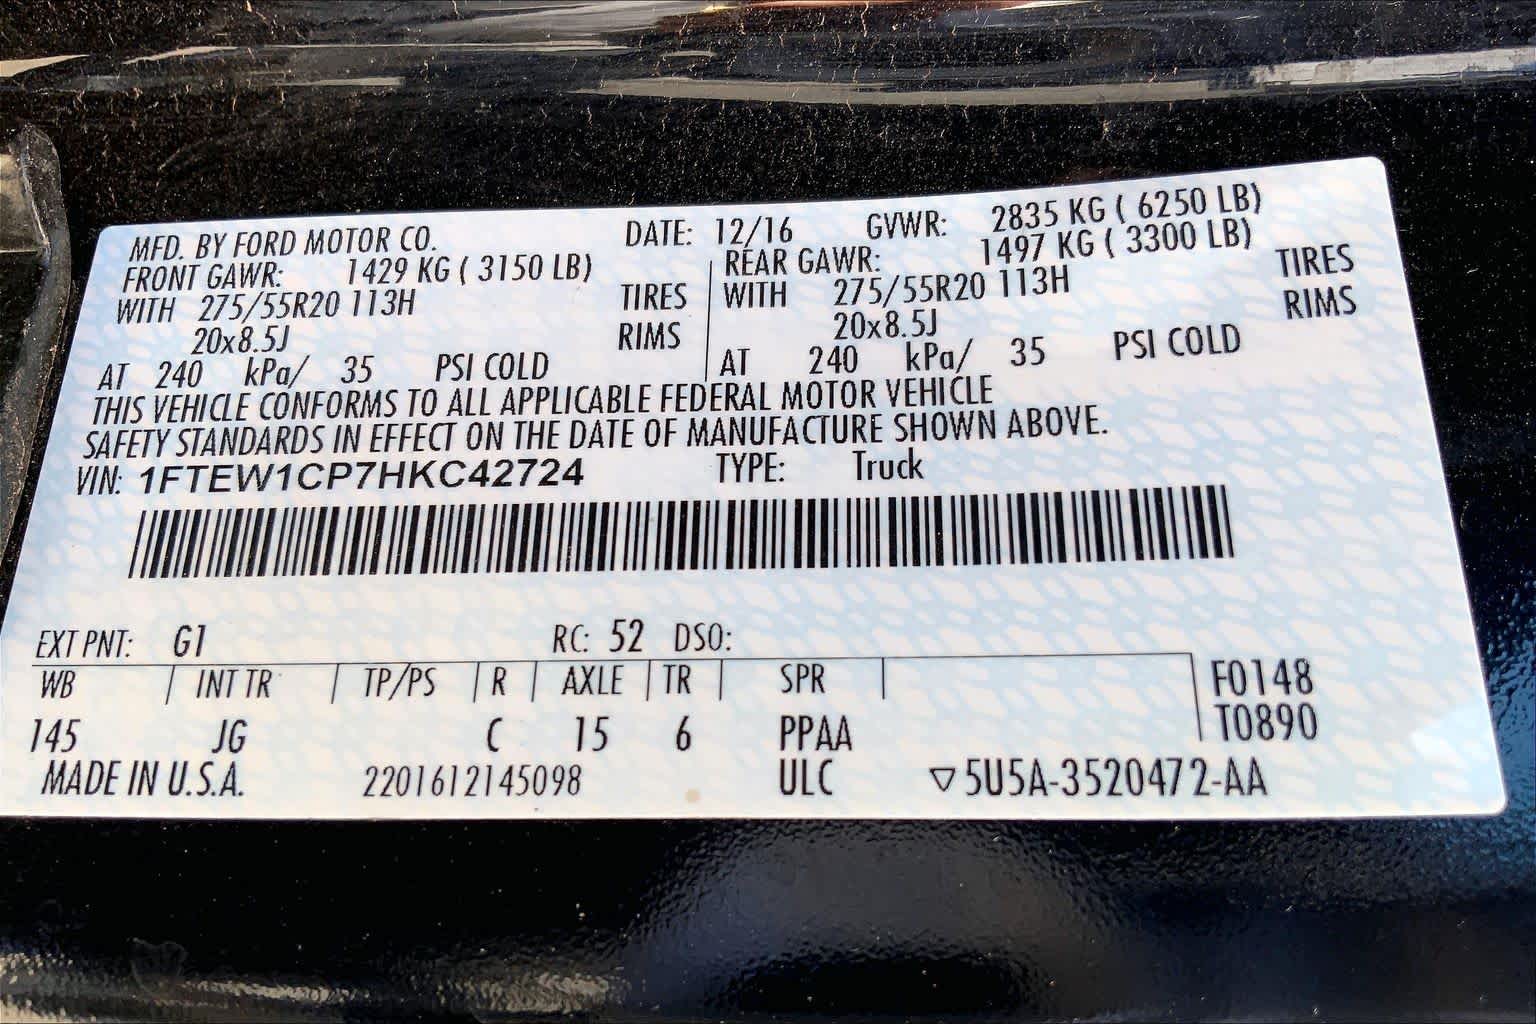 MFD. BY FORD MOTOR CO. DATE: 12/16 GVWR: 2835 KG ( 6250 LB)
FRONT GAWR: 1429 KG ( 3150 LB) REAR GAWR: 1497 KG ( 3300 LB)
WITH 275/55R20 113H TIRES WITH 275/55R20 113H TIRES
20x8.5J RIMS 20x8.5J RIMS
AT 240 kPa/ 35 PSI COLD AT 240 kPa/ 35 PSI COLD
THIS VEHICLE CONFORMS TO ALL APPLICABLE FEDERAL MOTOR VEHICLE
SAFETY STANDARDS IN EFFECT ON THE DATE OF MANUFACTURE SHOWN ABOVE.
VIN: 1FTEW1CP7HKC42724 TYPE: Truck
EXT PNT: G1 RC: 52 DSO:
WB INT TR TP/PS R AXLE TR SPR F0148
145 JG C 15 6 PPAA T0890
MADE IN U.S.A. 2201612145098 ULC ▽5U5A-3520472-AA